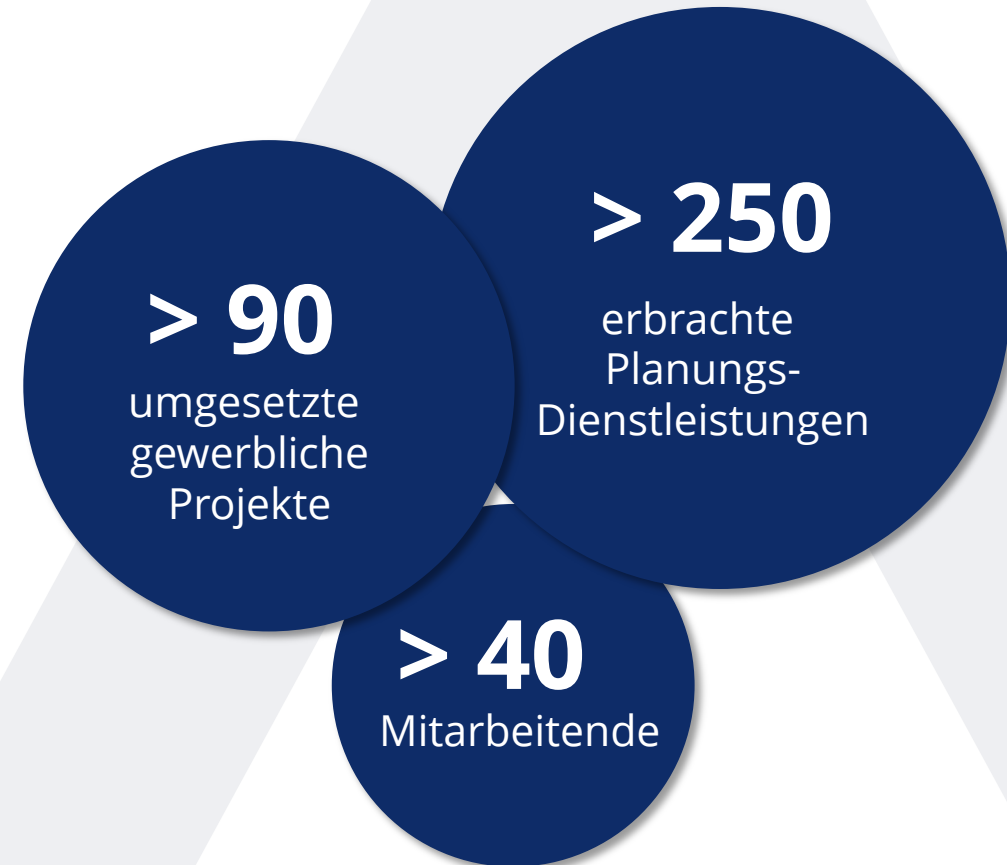 > 90
umgesetzte
gewerbliche
Projekte
> 250
erbrachte
Planungs-
Dienstleistungen
> 40
Mitarbeitende